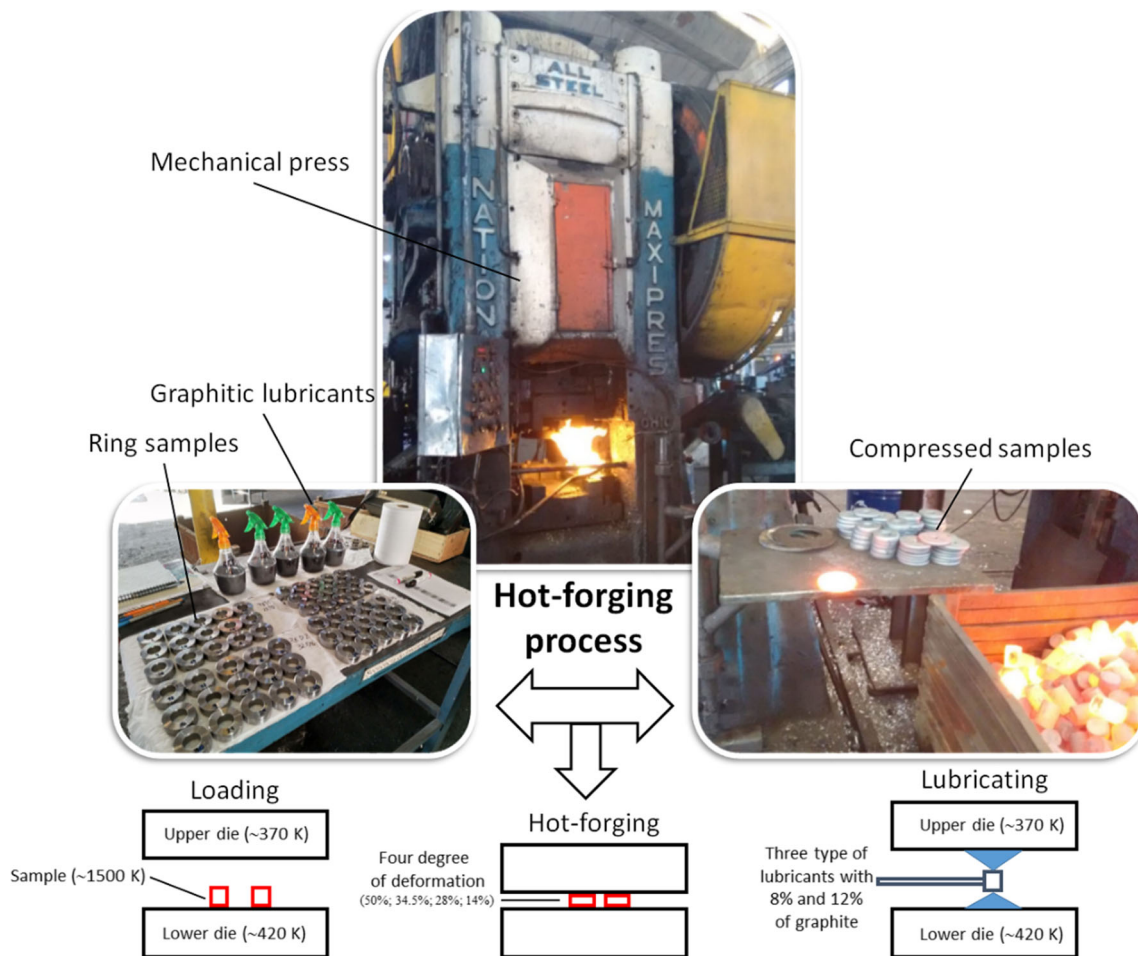 ALL
STEEL
NATION
MAXIPRES
OHIO
Mechanical press
Graphitic lubricants
Ring samples
Compressed samples
Hot-forging
process
Loading
Upper die (~370 K)
Sample (~1500 K)
Lower die (~420 K)
Hot-forging
Four degree
of deformation
(50%; 34.5%; 28%; 14%)
Lubricating
Upper die (~370 K)
Three type of
lubricants with
8% and 12%
of graphite
Lower die (~420 K)